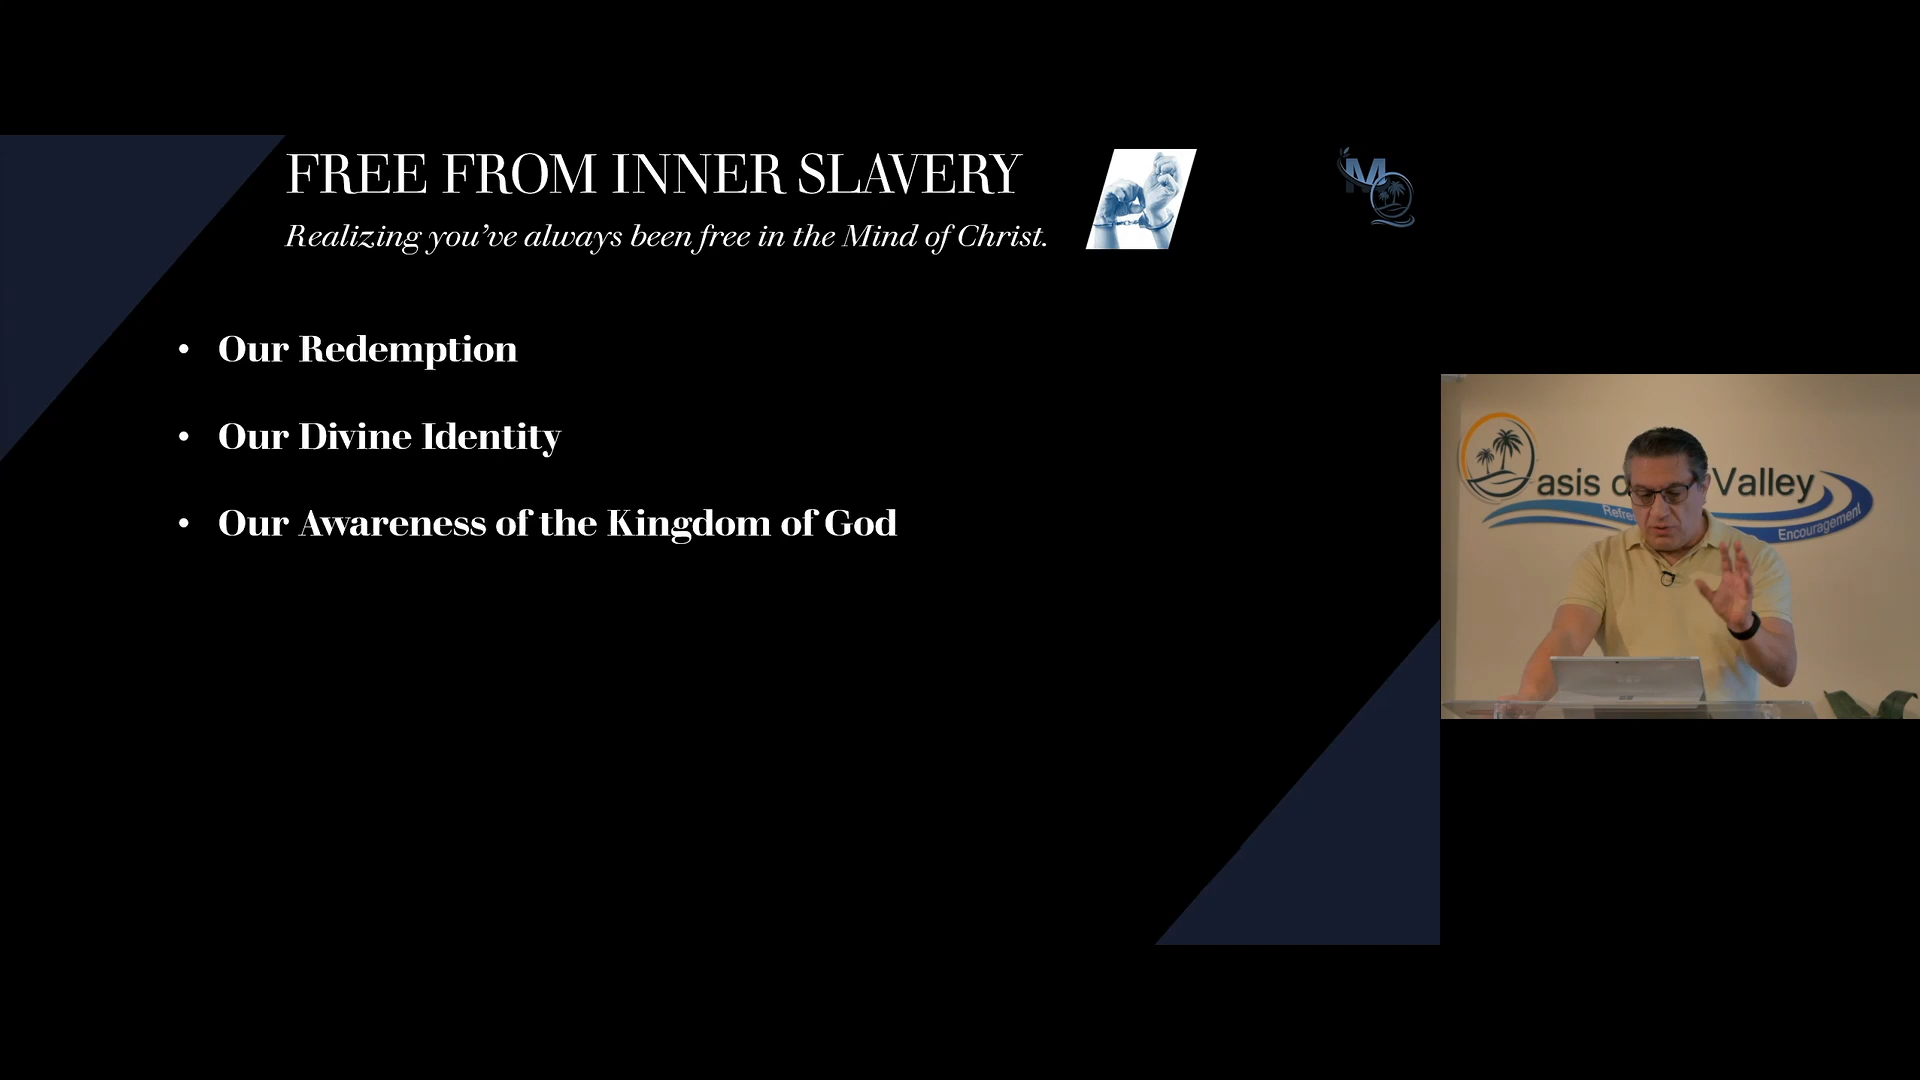 FREE FROM INNER SLAVERY
Realizing you’ve always been free in the Mind of Christ.
M
• Our Redemption
• Our Divine Identity
• Our Awareness of the Kingdom of God
asis Valley
Encouragement